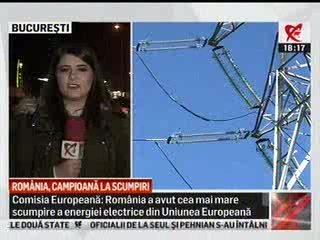 BUCUREȘTI
18:17
ROMÂNIA, CAMPIOANĂ LA SCUMPIRI
Comisia Europeană: România a avut cea mai mare
scumpire a energiei electrice din Uniunea Europeană
LE DOUĂ STATE
OFICIALII DE LA SEUL ȘI PHENIAN S-AU ÎNTÂLNI